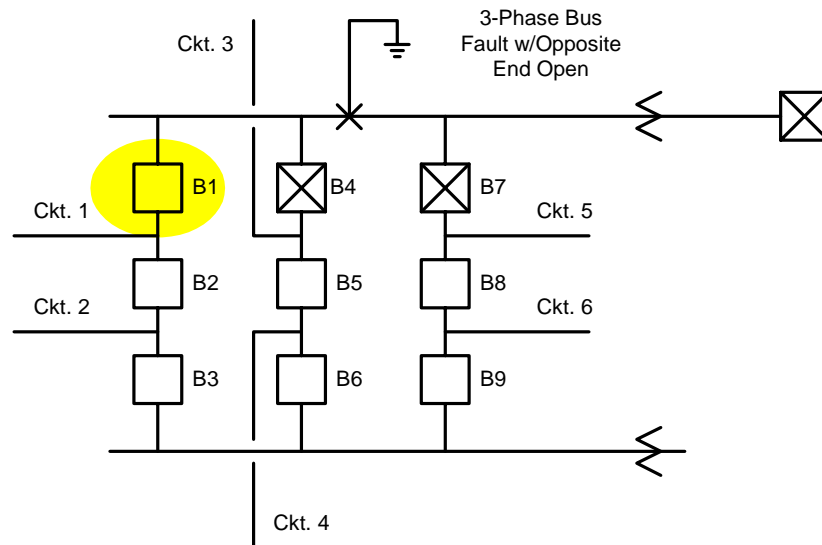 3-Phase Bus
Fault w/Opposite
End Open
Ckt. 3
B1
B4
B7
Ckt. 1
Ckt. 5
B2
B5
B8
Ckt. 2
Ckt. 6
B3
B6
B9
Ckt. 4